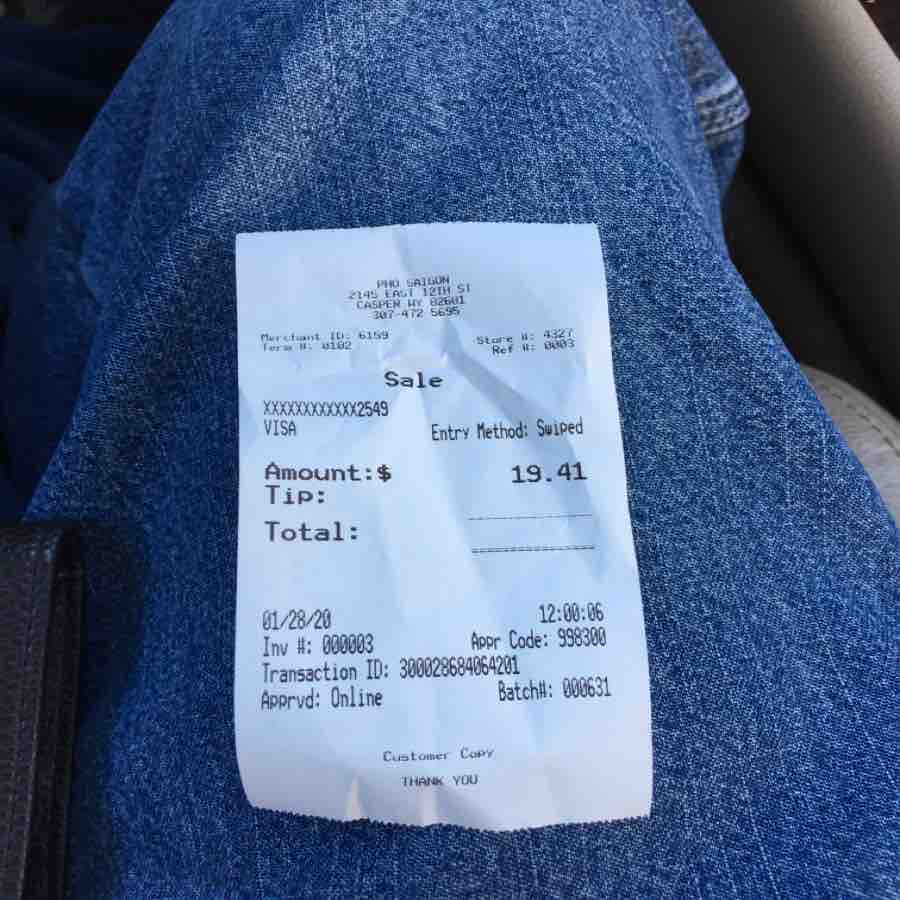 PHO SAIGON
2145 EAST 12TH ST
CASPER WY 82601
307-472 5695
Merchant ID: 6159 Store #: 4327
Term #: 0102 Ref #: 0003
Sale
XXXXXXXXXXXX2549
VISA Entry Method: Swiped
Amount:$ 19.41
Tip:
Total:
01/28/20 12:00:06
Inv #: 000003 Appr Code: 998300
Transaction ID: 300028684064201
Apprvd: Online Batch#: 000631
Customer Copy
THANK YOU